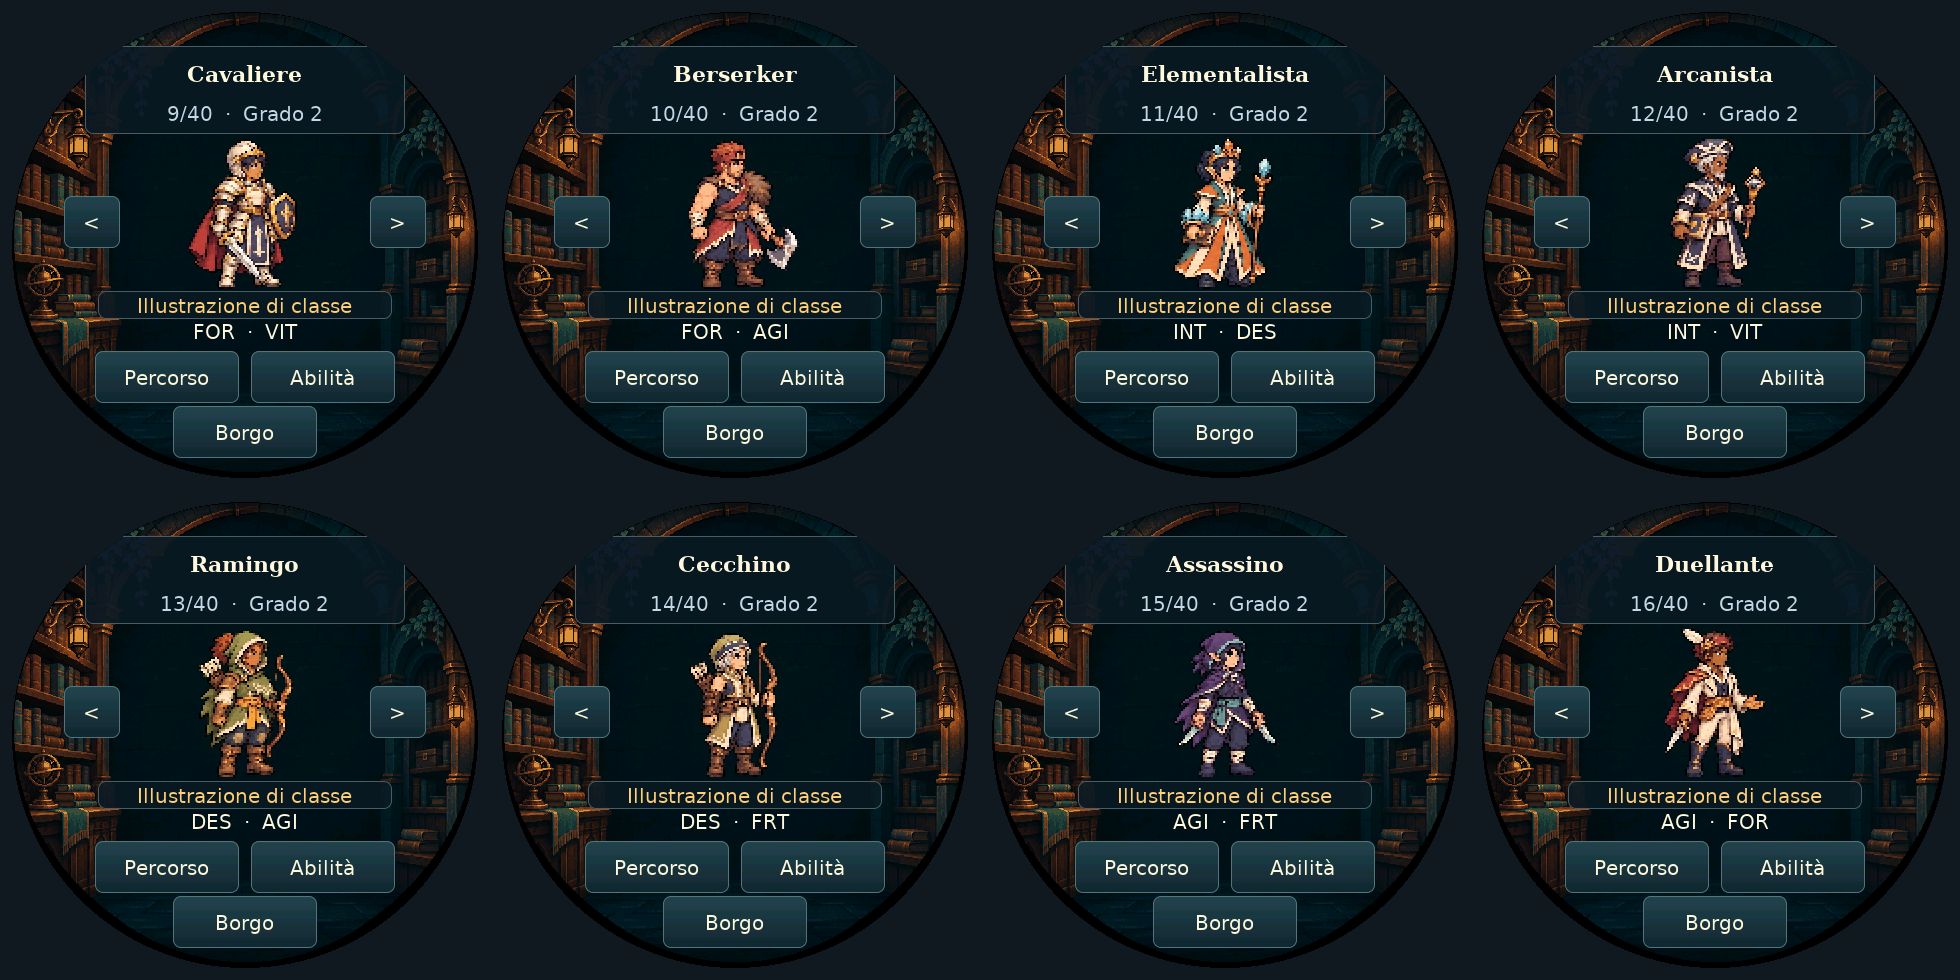 Cavaliere
9/40 · Grado 2
<
>
Illustrazione di classe
FOR · VIT
Percorso
Abilità
Borgo
Berserker
10/40 · Grado 2
<
>
Illustrazione di classe
FOR · AGI
Percorso
Abilità
Borgo
Elementalista
11/40 · Grado 2
<
>
Illustrazione di classe
INT · DES
Percorso
Abilità
Borgo
Arcanista
12/40 · Grado 2
<
>
Illustrazione di classe
INT · VIT
Percorso
Abilità
Borgo
Ramingo
13/40 · Grado 2
<
>
Illustrazione di classe
DES · AGI
Percorso
Abilità
Borgo
Cecchino
14/40 · Grado 2
<
>
Illustrazione di classe
DES · FRT
Percorso
Abilità
Borgo
Assassino
15/40 · Grado 2
<
>
Illustrazione di classe
AGI · FRT
Percorso
Abilità
Borgo
Duellante
16/40 · Grado 2
<
>
Illustrazione di classe
AGI · FOR
Percorso
Abilità
Borgo